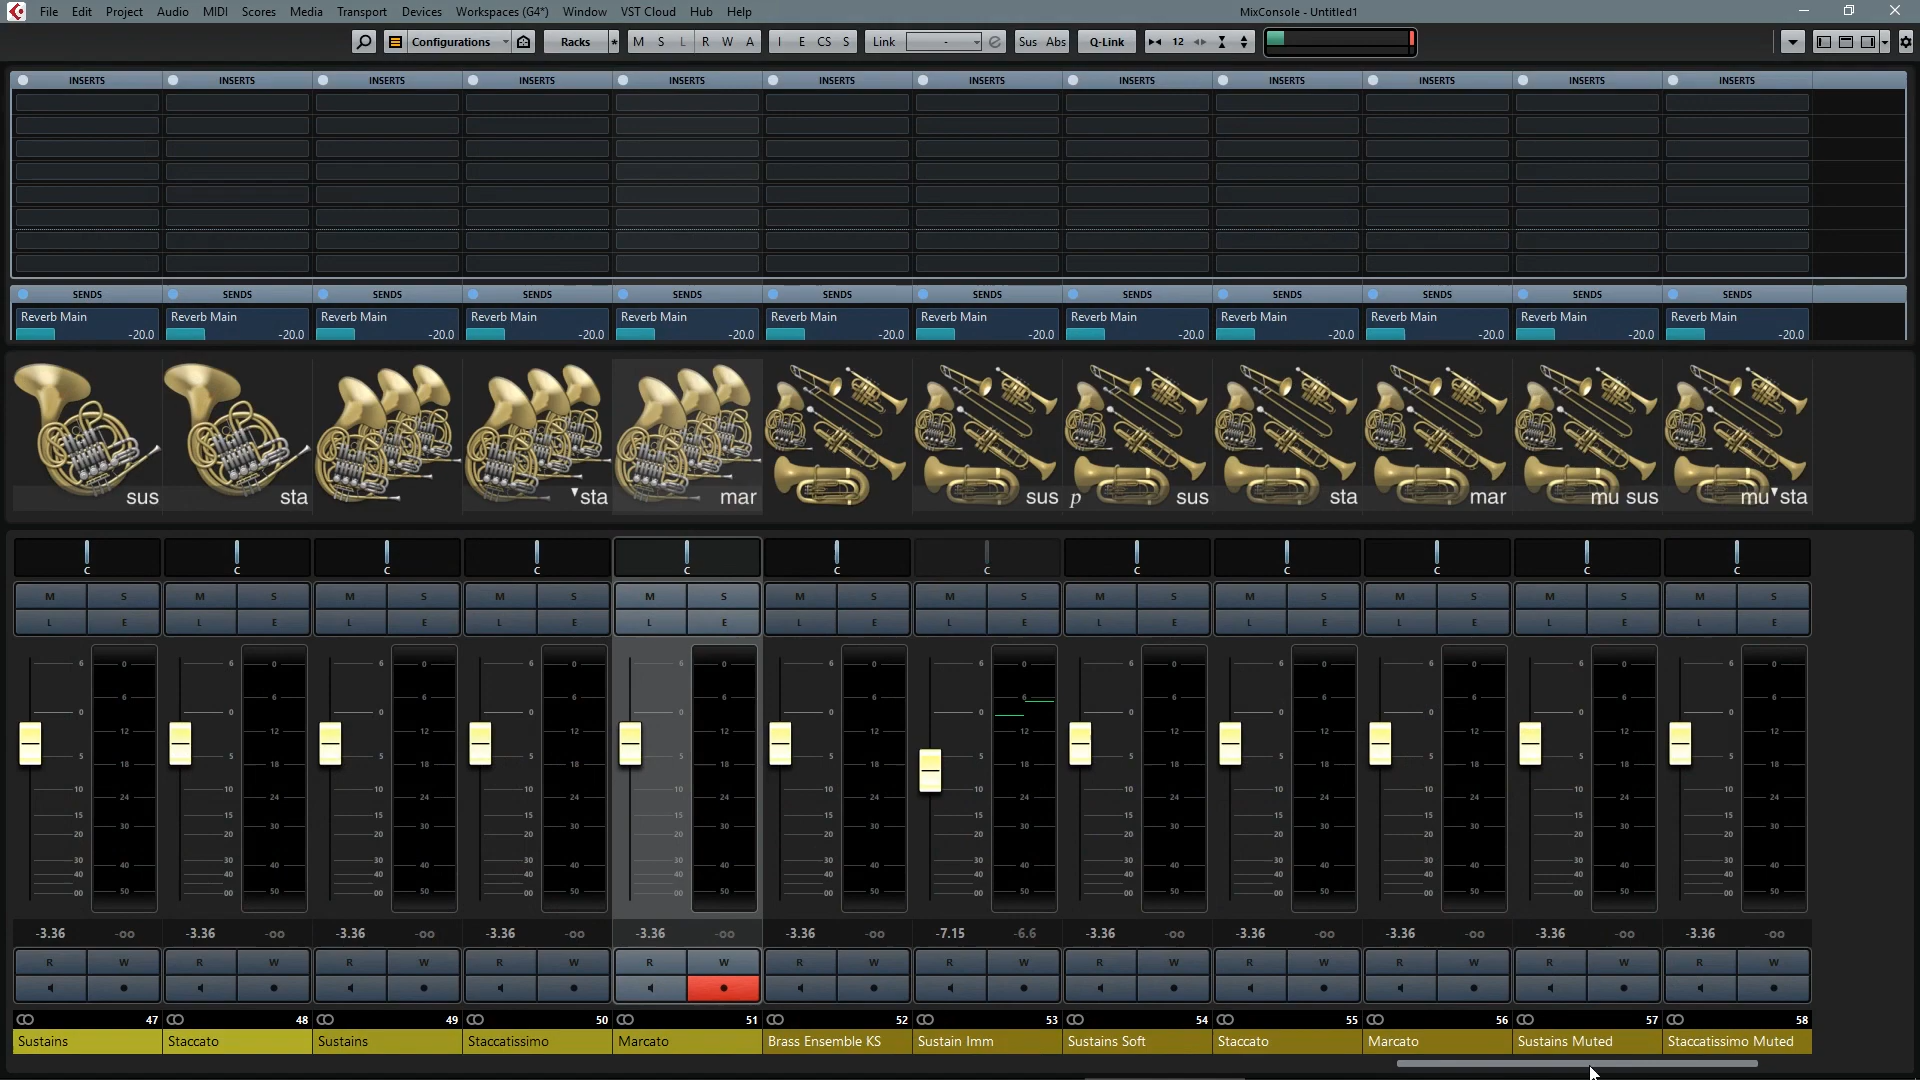 File Edit Project Audio MIDI Scores Media Transport Devices Workspaces (G4*) Window VST Cloud Hub Help MixConsole - Untitled1
Configurations Racks * M S L R W A I E CS S Link - Sus Abs Q-Link 12
INSERTS INSERTS INSERTS INSERTS INSERTS INSERTS INSERTS INSERTS INSERTS INSERTS INSERTS INSERTS
SENDS SENDS SENDS SENDS SENDS SENDS SENDS SENDS SENDS SENDS SENDS SENDS
Reverb Main Reverb Main Reverb Main Reverb Main Reverb Main Reverb Main Reverb Main Reverb Main Reverb Main Reverb Main Reverb Main Reverb Main
-20.0 -20.0 -20.0 -20.0 -20.0 -20.0 -20.0 -20.0 -20.0 -20.0 -20.0 -20.0
sus sta sta mar sus p sus sta mar mu sus mu sta
C C C C C C C C C C C C
M S M S M S M S M S M S M S M S M S M S M S M S
L E L E L E L E L E L E L E L E L E L E L E L E
6 0 6 0 6 0 6 0 6 0 6 0 6 0 6 0 6 0 6 0 6 0 6 0
6 6 6 6 6 6 6 6 6 6 6 6
0 0 0 0 0 0 0 0 0 0 0 0
12 12 12 12 12 12 12 12 12 12 12 12
5 18 5 18 5 18 5 18 5 18 5 18 5 18 5 18 5 18 5 18 5 18 5 18
10 24 10 24 10 24 10 24 10 24 10 24 10 24 10 24 10 24 10 24 10 24 10 24
15 15 15 15 15 15 15 15 15 15 15 15
20 30 20 30 20 30 20 30 20 30 20 30 20 30 20 30 20 30 20 30 20 30 20 30
30 40 30 40 30 40 30 40 30 40 30 40 30 40 30 40 30 40 30 40 30 40 30 40
40 40 40 40 40 40 40 40 40 40 40 40
00 50 00 50 00 50 00 50 00 50 00 50 00 50 00 50 00 50 00 50 00 50 00 50
-3.36 -oo -3.36 -oo -3.36 -oo -3.36 -oo -3.36 -oo -3.36 -oo -7.15 -6.6 -3.36 -oo -3.36 -oo -3.36 -oo -3.36 -oo -3.36 -oo
R W R W R W R W R W R W R W R W R W R W R W R W
47 48 49 50 51 52 53 54 55 56 57 58
Sustains Staccato Sustains Staccatissimo Marcato Brass Ensemble KS Sustain Imm Sustains Soft Staccato Marcato Sustains Muted Staccatissimo Muted